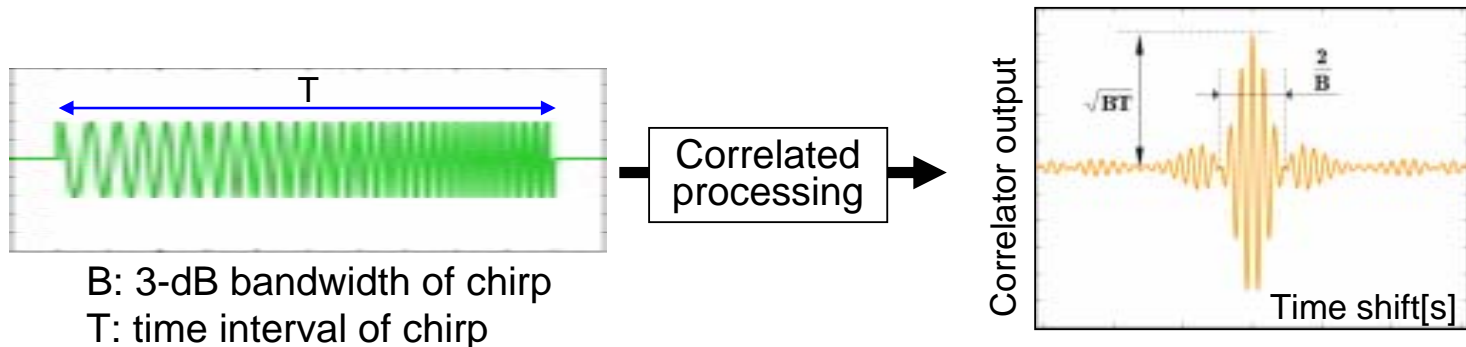 T
B: 3-dB bandwidth of chirp
T: time interval of chirp
Correlated
processing
Correlator output
√BT
2
B
Time shift[s]